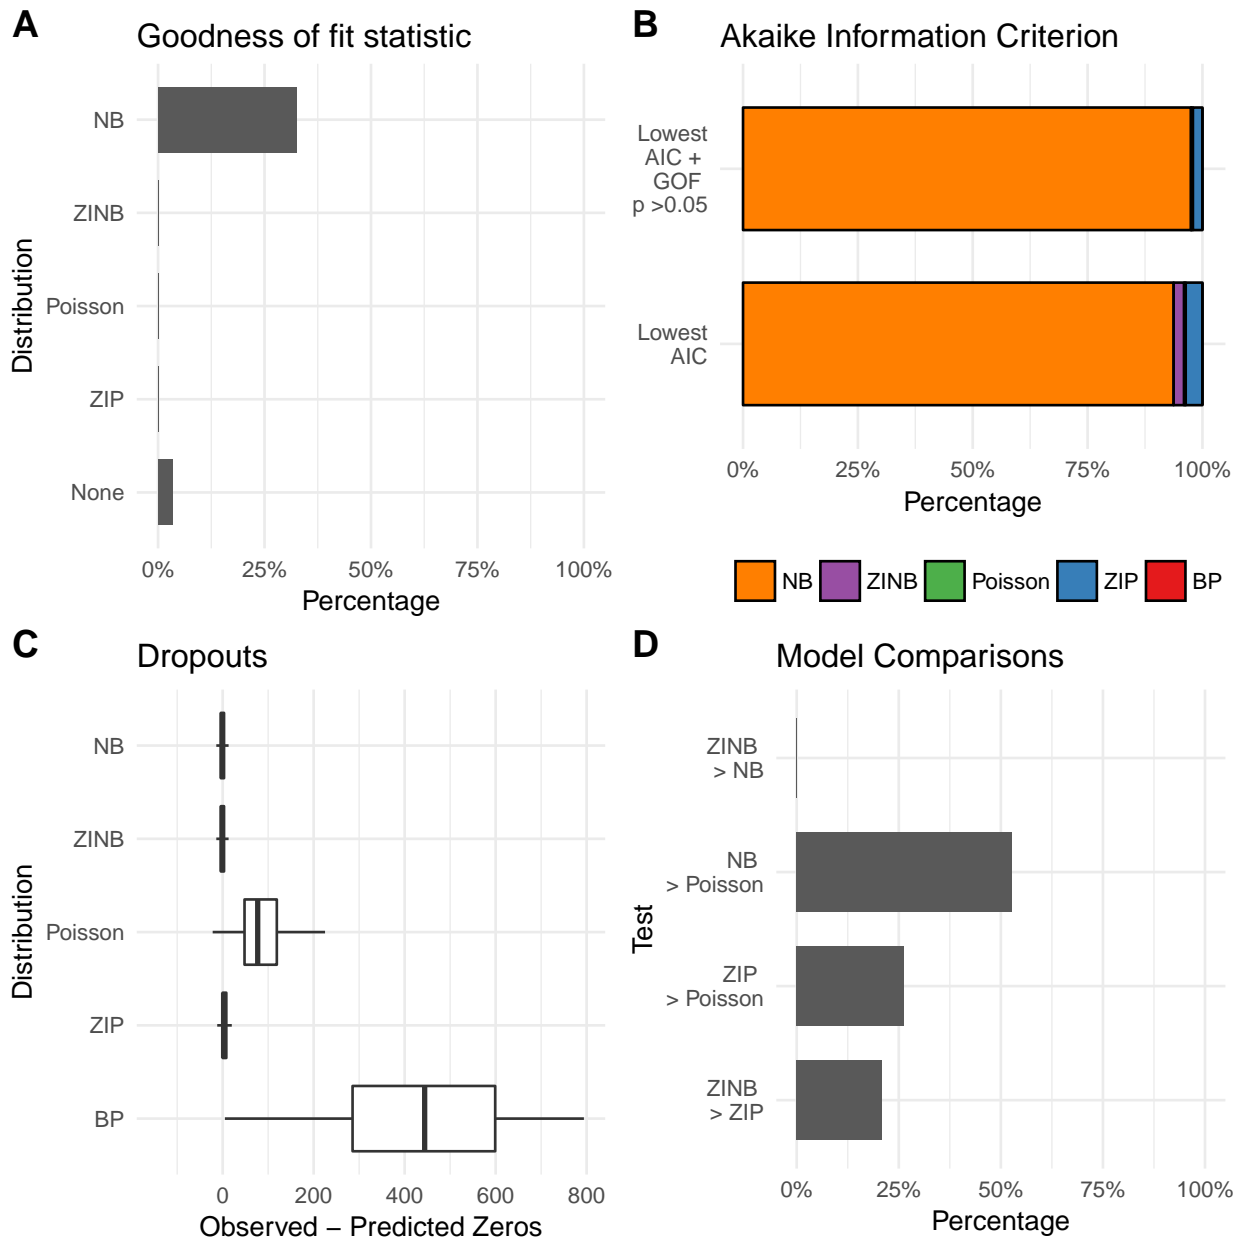 A
Goodness of fit statistic
Distribution
NB
ZINB
Poisson
ZIP
None
0% 25% 50% 75% 100%
Percentage
B
Akaike Information Criterion
Lowest
AIC +
GOF
p >0.05
Lowest
AIC
0% 25% 50% 75% 100%
Percentage
NB ZINB Poisson ZIP BP
C
Dropouts
Distribution
NB
ZINB
Poisson
ZIP
BP
0 200 400 600 800
Observed − Predicted Zeros
D
Model Comparisons
Test
ZINB
> NB
NB
> Poisson
ZIP
> Poisson
ZINB
> ZIP
0% 25% 50% 75% 100%
Percentage